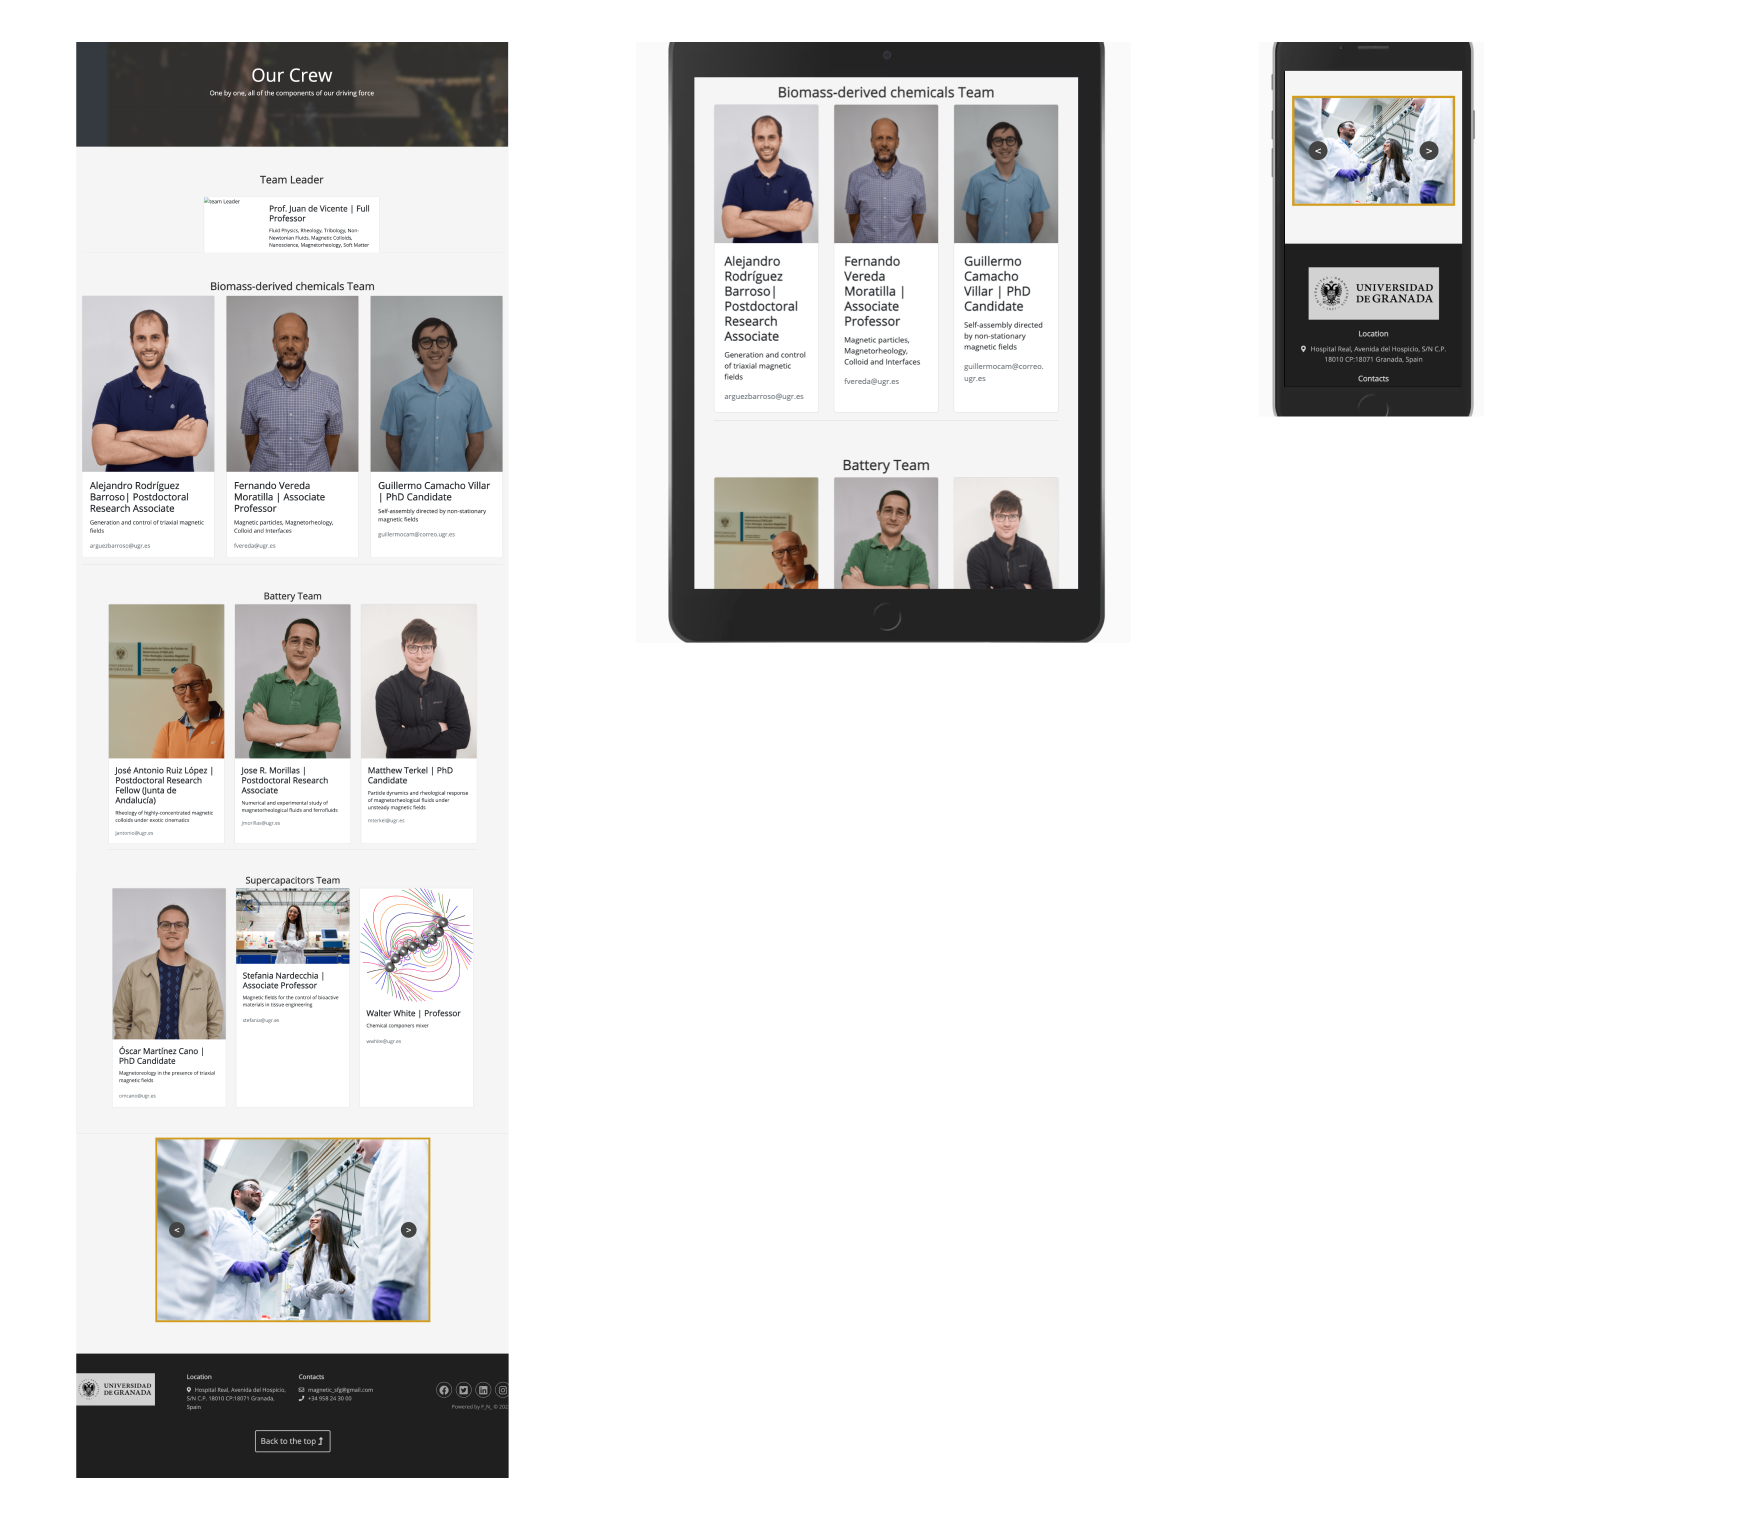 Our Crew
One by one, all of the components of our driving force
Team Leader
team Leader
Prof. Juan de Vicente | Full
Professor
Fluid Physics, Rheology, Tribology, Non-
Newtonian Fluids, Magnetic Colloids,
Nanoscience, Magnetorheology, Soft Matter
Biomass-derived chemicals Team
Alejandro Rodríguez
Barroso| Postdoctoral
Research Associate
Generation and control of triaxial magnetic
fields
arguezbarroso@ugr.es
Fernando Vereda
Moratilla | Associate
Professor
Magnetic particles, Magnetorheology,
Colloid and Interfaces
fvereda@ugr.es
Guillermo Camacho Villar
| PhD Candidate
Self-assembly directed by non-stationary
magnetic fields
guillermocam@correo.ugr.es
Battery Team
José Antonio Ruiz López |
Postdoctoral Research
Fellow (Junta de
Andalucía)
Rheology of highly-concentrated magnetic
colloids under exotic cinematics
jantonio@ugr.es
Jose R. Morillas |
Postdoctoral Research
Associate
Numerical and experimental study of
magneterheological fluids and ferrofluids
jmorillas@ugr.es
Matthew Terkel | PhD
Candidate
Particle dynamics and rheological response
of magnetorheological fluids under
unsteady magnetic fields
mterkel@ugr.es
Supercapacitors Team
Óscar Martínez Cano |
PhD Candidate
Magnetoreology in the presence of triaxial
magnetic fields
omcano@ugr.es
Stefania Nardecchia |
Associate Professor
Magnetic fields for the control of bioactive
materials in tissue engineering
stefania@ugr.es
Walter White | Professor
Chemical componers mixer
wwhite@ugr.es
<
>
UNIVERSIDAD
DE GRANADA
Location
Hospital Real, Avenida del Hospicio,
S/N C.P. 18010 CP:18071 Granada,
Spain
Contacts
magnetic_sfg@gmail.com
+34 958 24 30 00
Powered by P_N_ © 202
Back to the top
Biomass-derived chemicals Team
Alejandro
Rodríguez
Barroso|
Postdoctoral
Research
Associate
Generation and control
of triaxial magnetic
fields
arguezbarroso@ugr.es
Fernando
Vereda
Moratilla |
Associate
Professor
Magnetic particles,
Magnetorheology,
Colloid and Interfaces
fvereda@ugr.es
Guillermo
Camacho
Villar | PhD
Candidate
Self-assembly directed
by non-stationary
magnetic fields
guillermocam@correo.
ugr.es
Battery Team
<
>
UNIVERSIDAD
DE GRANADA
Location
Hospital Real, Avenida del Hospicio, S/N C.P.
18010 CP:18071 Granada, Spain
Contacts